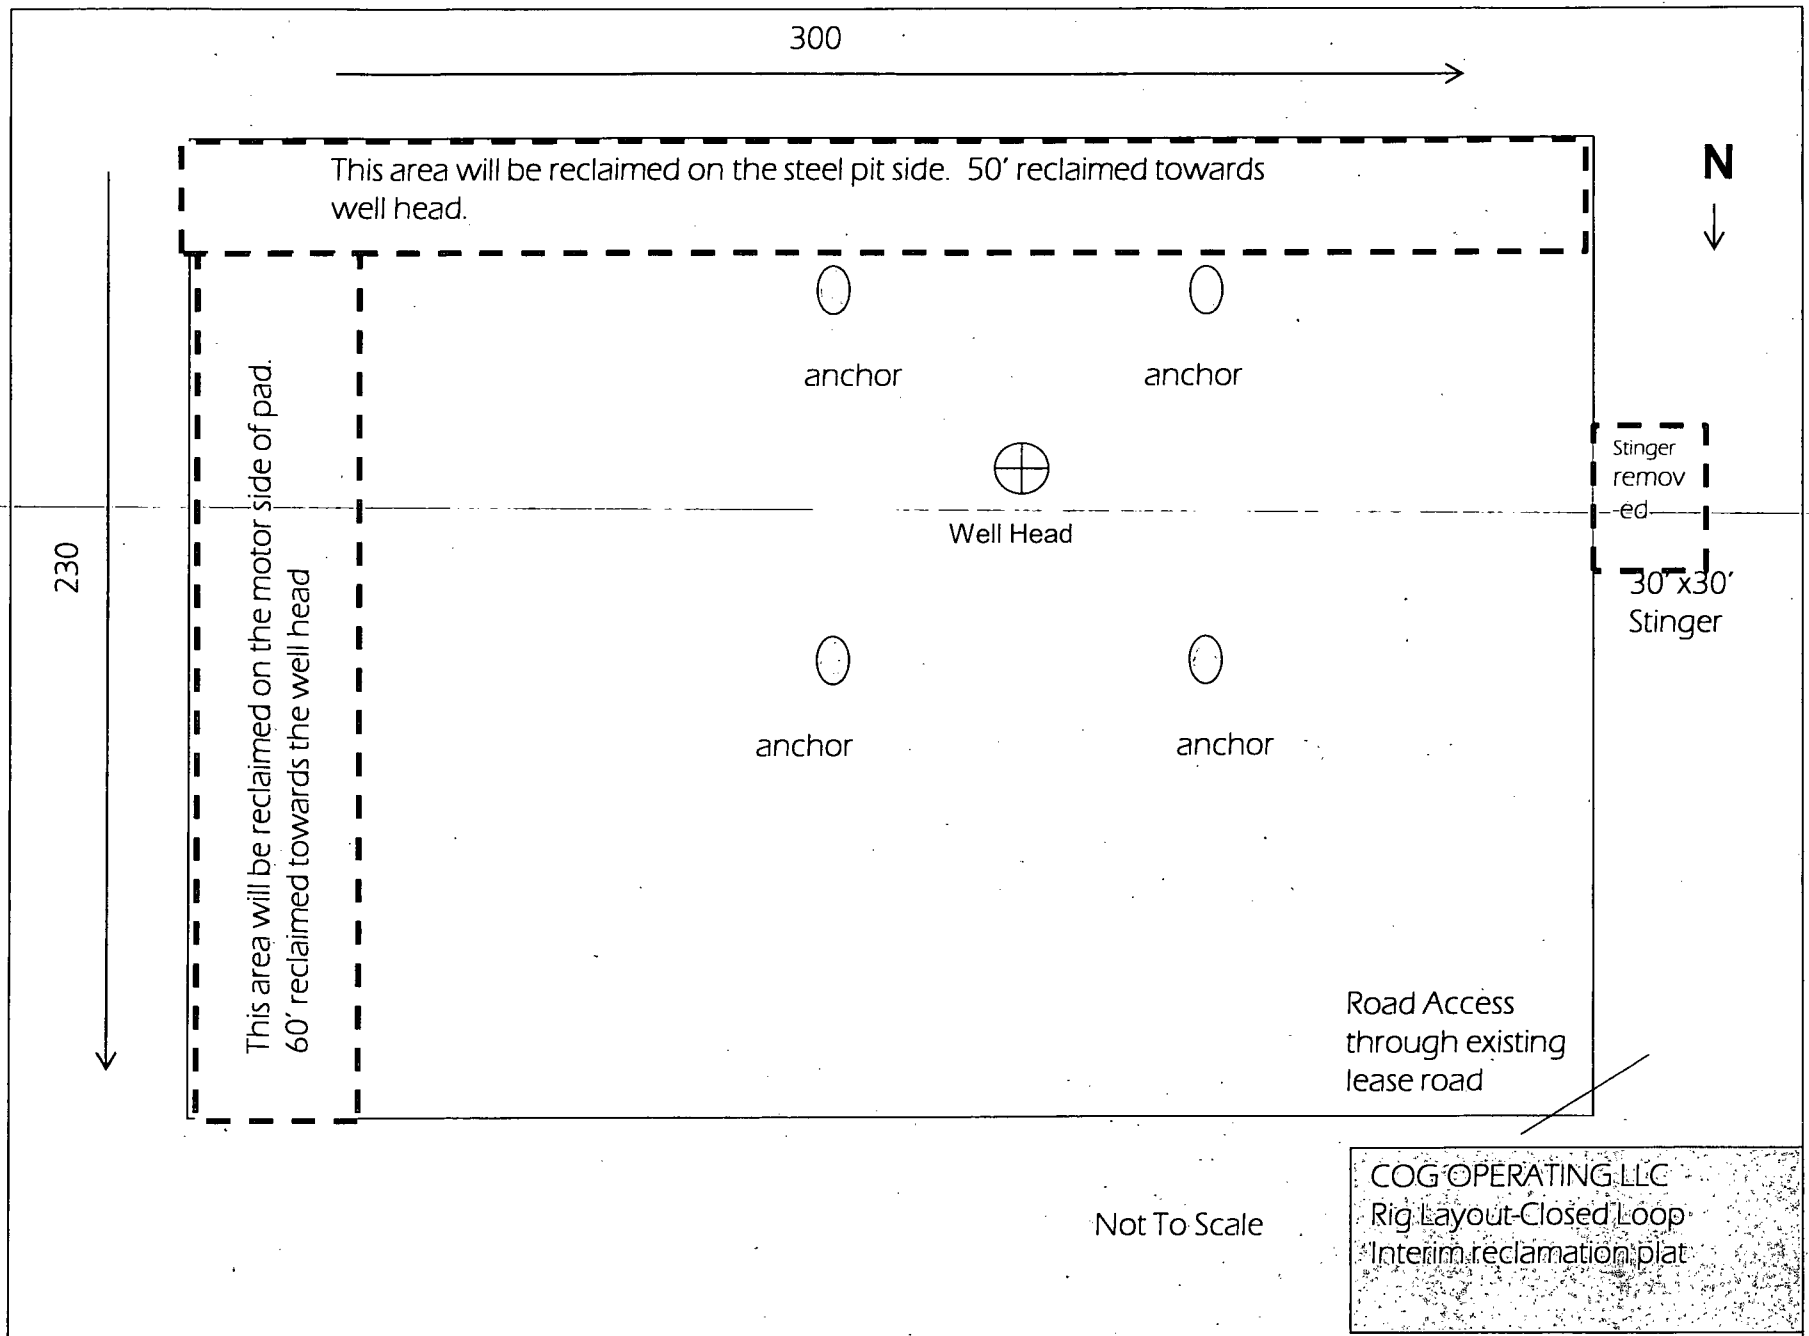 300
This area will be reclaimed on the steel pit side. 50' reclaimed towards
well head.
N
anchor
anchor
Stinger
remov
ed
Well Head
30' x30'
Stinger
230
This area will be reclaimed on the motor side of pad.
60' reclaimed towards the well head
anchor
anchor
Road Access
through existing
lease road
Not To Scale
COG OPERATING LLC
Rig Layout-Closed Loop
Interim reclamation plat